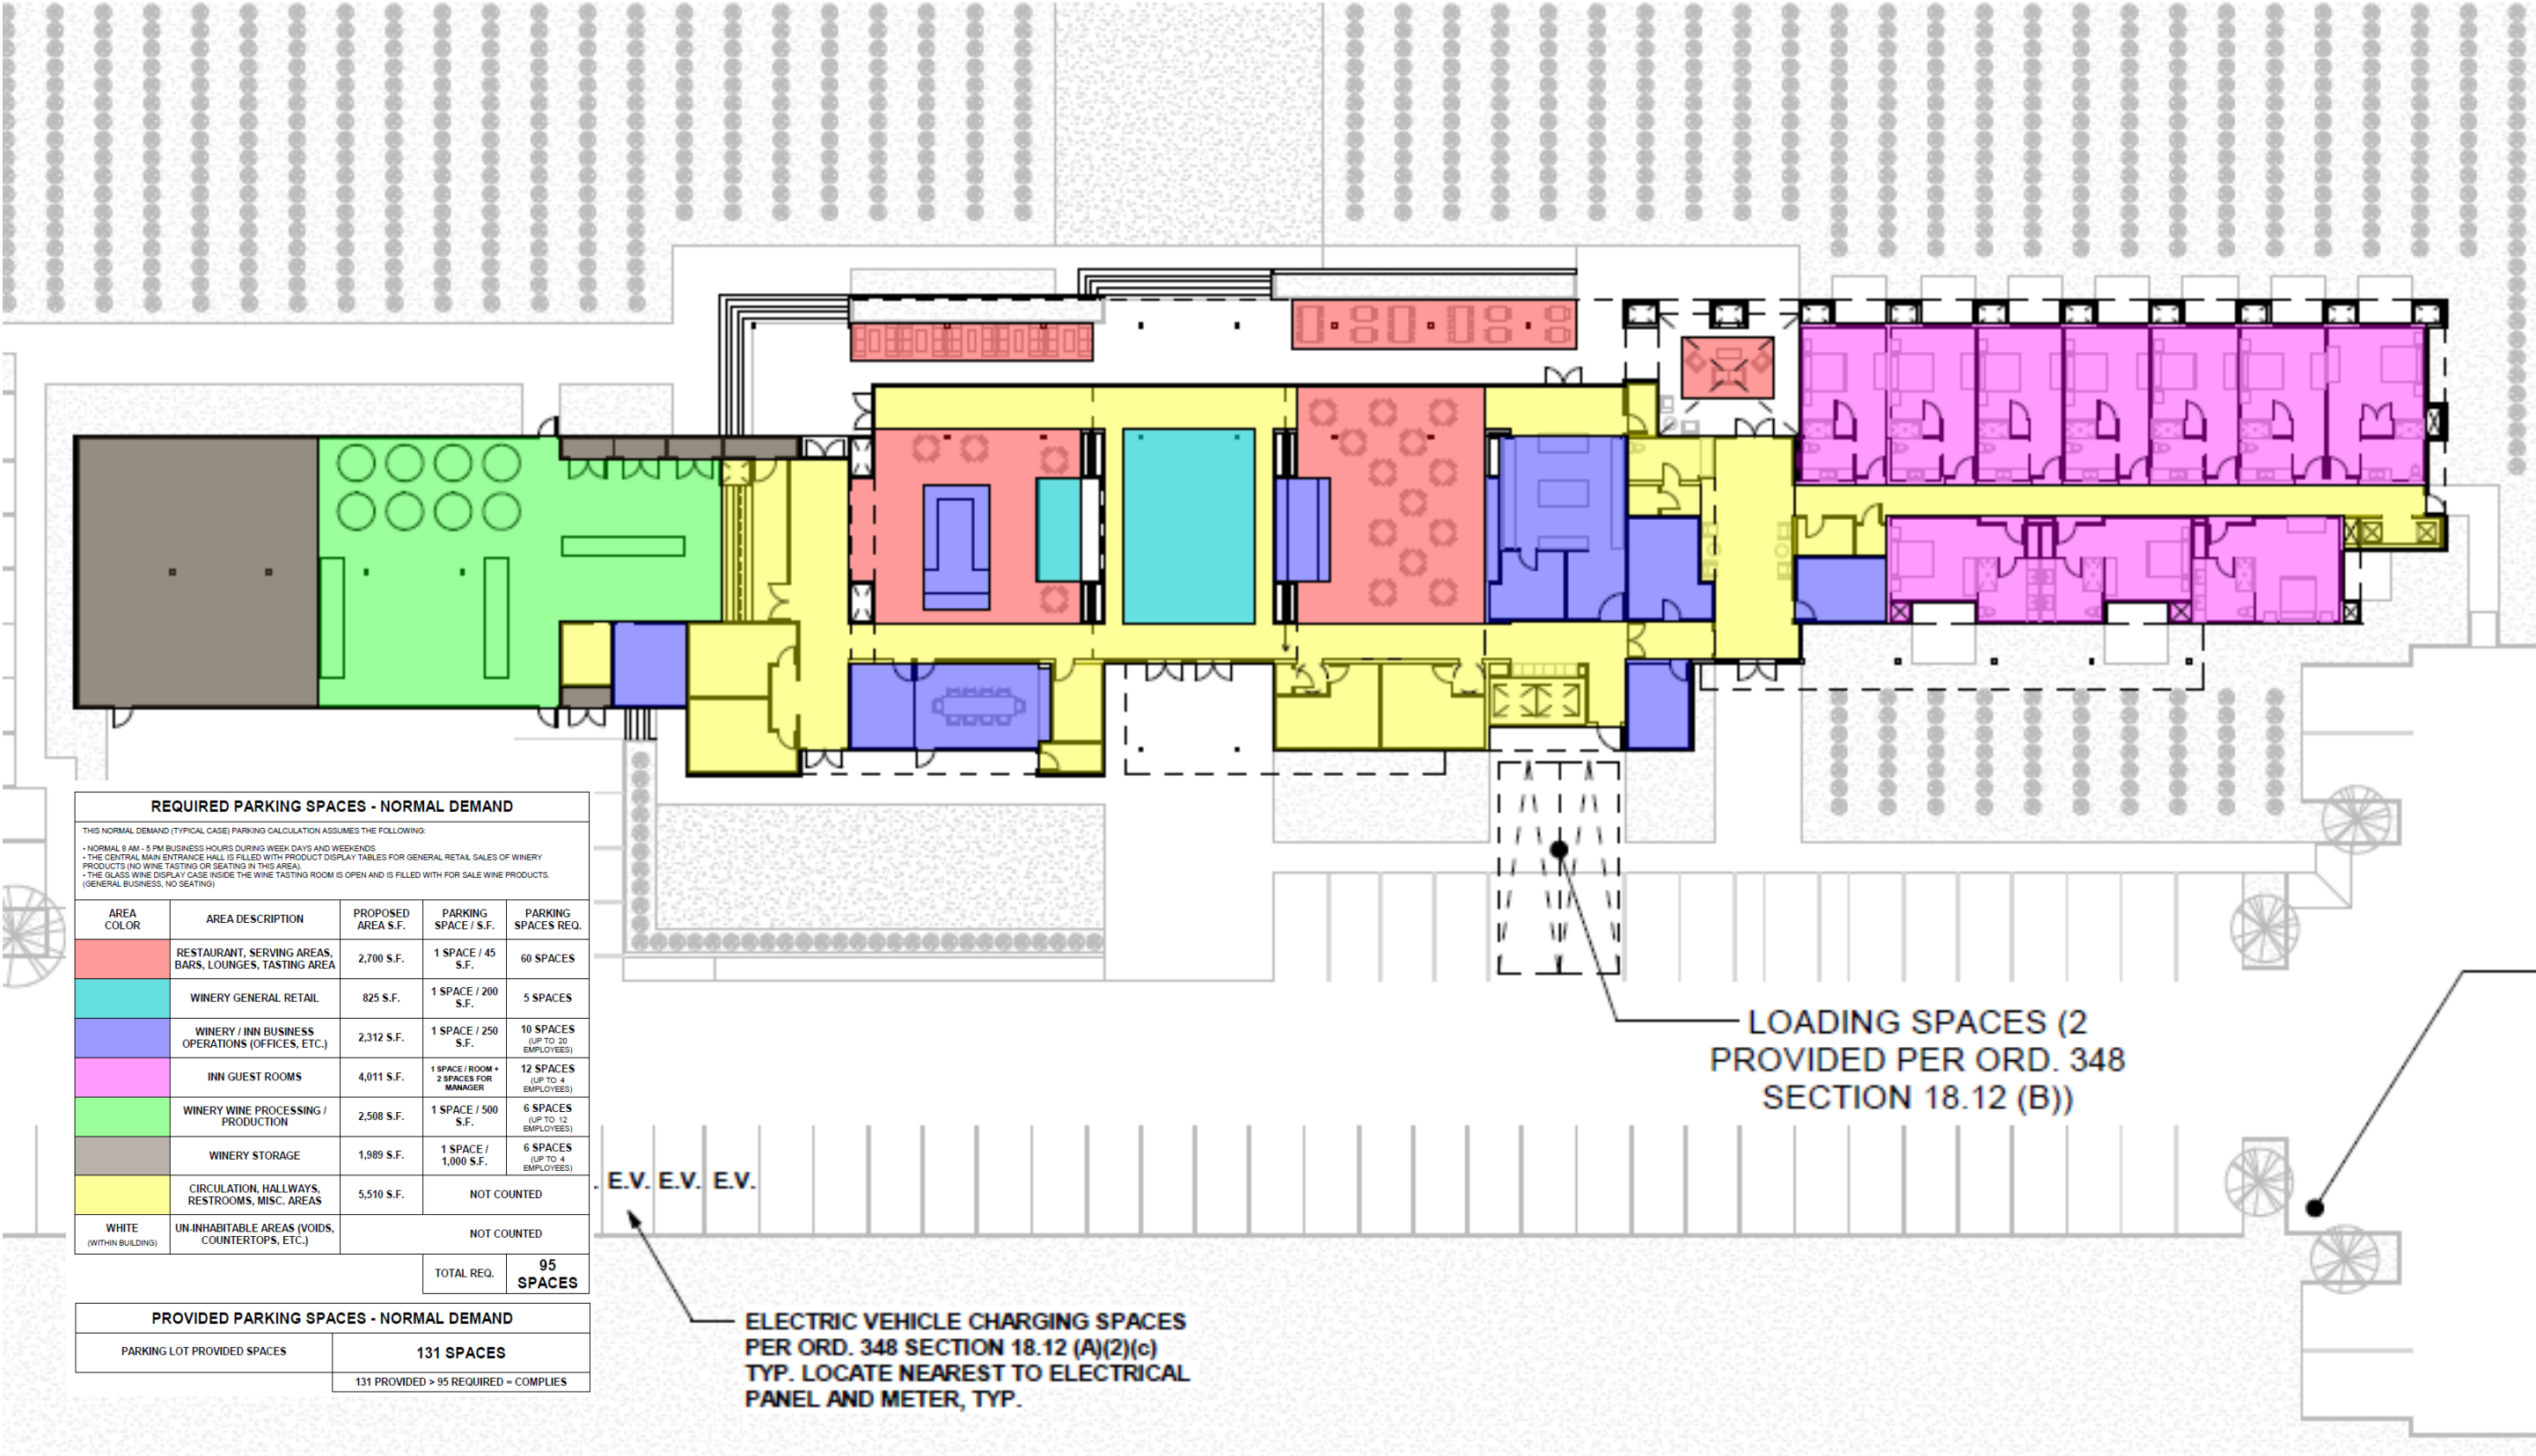 REQUIRED PARKING SPACES - NORMAL DEMAND
THIS NORMAL DEMAND (TYPICAL CASE) PARKING CALCULATION ASSUMES THE FOLLOWING:
• NORMAL 8 AM - 5 PM BUSINESS HOURS DURING WEEK DAYS AND WEEKENDS
• THE CENTRAL MAIN ENTRANCE HALL IS FILLED WITH PRODUCT DISPLAY TABLES FOR GENERAL RETAIL SALES OF WINERY
PRODUCTS (NO WINE TASTING OR SEATING IN THIS AREA).
• THE GLASS WINE DISPLAY CASE INSIDE THE WINE TASTING ROOM IS OPEN AND IS FILLED WITH FOR SALE WINE PRODUCTS.
(GENERAL BUSINESS, NO SEATING)
AREA
COLOR
AREA DESCRIPTION
PROPOSED
AREA S.F.
PARKING
SPACE / S.F.
PARKING
SPACES REQ.
RESTAURANT, SERVING AREAS,
BARS, LOUNGES, TASTING AREA
2,700 S.F.
1 SPACE / 45
S.F.
60 SPACES
WINERY GENERAL RETAIL
825 S.F.
1 SPACE / 200
S.F.
5 SPACES
WINERY / INN BUSINESS
OPERATIONS (OFFICES, ETC.)
2,312 S.F.
1 SPACE / 250
S.F.
10 SPACES
(UP TO 20
EMPLOYEES)
INN GUEST ROOMS
4,011 S.F.
1 SPACE / ROOM +
2 SPACES FOR
MANAGER
12 SPACES
(UP TO 4
EMPLOYEES)
WINERY WINE PROCESSING /
PRODUCTION
2,508 S.F.
1 SPACE / 500
S.F.
6 SPACES
(UP TO 12
EMPLOYEES)
WINERY STORAGE
1,989 S.F.
1 SPACE /
1,000 S.F.
6 SPACES
(UP TO 4
EMPLOYEES)
CIRCULATION, HALLWAYS,
RESTROOMS, MISC. AREAS
5,510 S.F.
NOT COUNTED
WHITE
(WITHIN BUILDING)
UN-INHABITABLE AREAS (VOIDS,
COUNTERTOPS, ETC.)
NOT COUNTED
TOTAL REQ.
95
SPACES
PROVIDED PARKING SPACES - NORMAL DEMAND
PARKING LOT PROVIDED SPACES
131 SPACES
131 PROVIDED > 95 REQUIRED = COMPLIES
LOADING SPACES (2
PROVIDED PER ORD. 348
SECTION 18.12 (B))
. E.V. E.V. E.V.
ELECTRIC VEHICLE CHARGING SPACES
PER ORD. 348 SECTION 18.12 (A)(2)(c)
TYP. LOCATE NEAREST TO ELECTRICAL
PANEL AND METER, TYP.